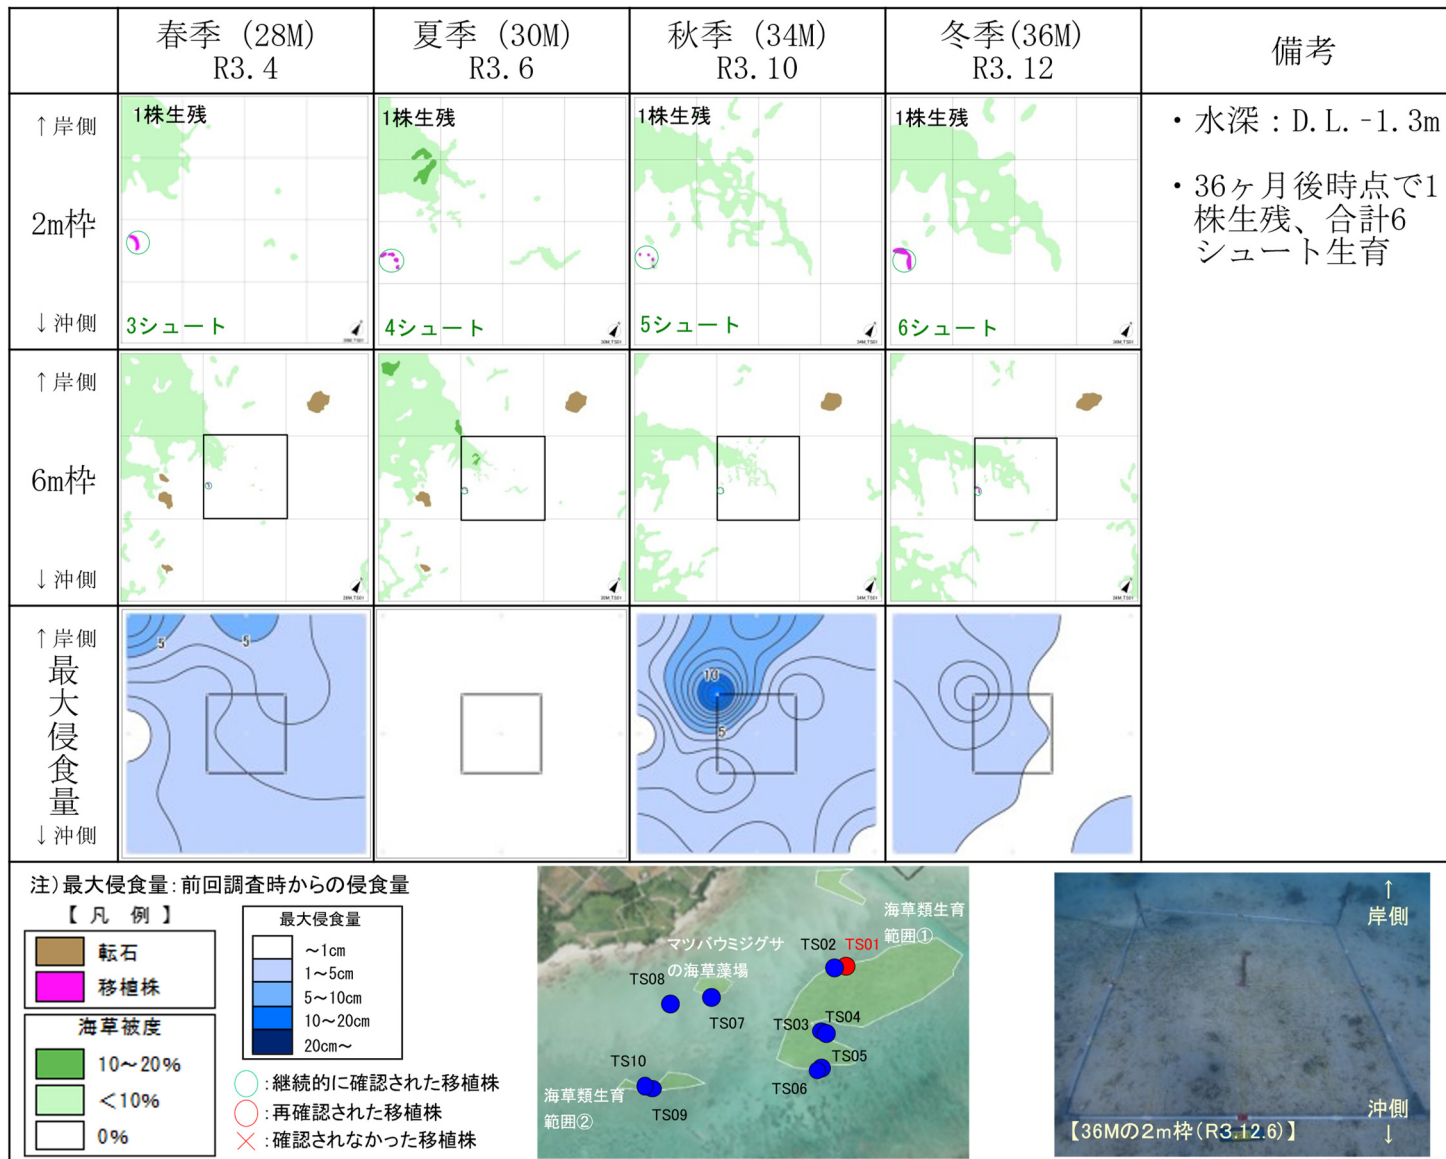 春季 (28M)
R3.4
夏季 (30M)
R3.6
秋季 (34M)
R3.10
冬季(36M)
R3.12
備考
↑岸側
2m枠
↓沖側
1株生残
3シュート
1株生残
4シュート
1株生残
5シュート
1株生残
6シュート
・水深：D.L.-1.3m
・36ヶ月後時点で1
株生残、合計6
シュート生育
↑岸側
6m枠
↓沖側
↑岸側
最大侵食量
↓沖側
5
5
10
5
注)最大侵食量:前回調査時からの侵食量
【 凡 例 】
転石
移植株
海草被度
10～20%
＜10%
0%
最大侵食量
～1cm
1～5cm
5～10cm
10～20cm
20cm～
:継続的に確認された移植株
:再確認された移植株
:確認されなかった移植株
海草類生育
範囲①
マツバウミジグサ
の海草藻場
TS02
TS01
TS08
TS07
TS03
TS04
TS05
TS06
TS10
TS09
海草類生育
範囲②
↑
岸側
沖側
↓
【36Mの2m枠(R3.12.6)】